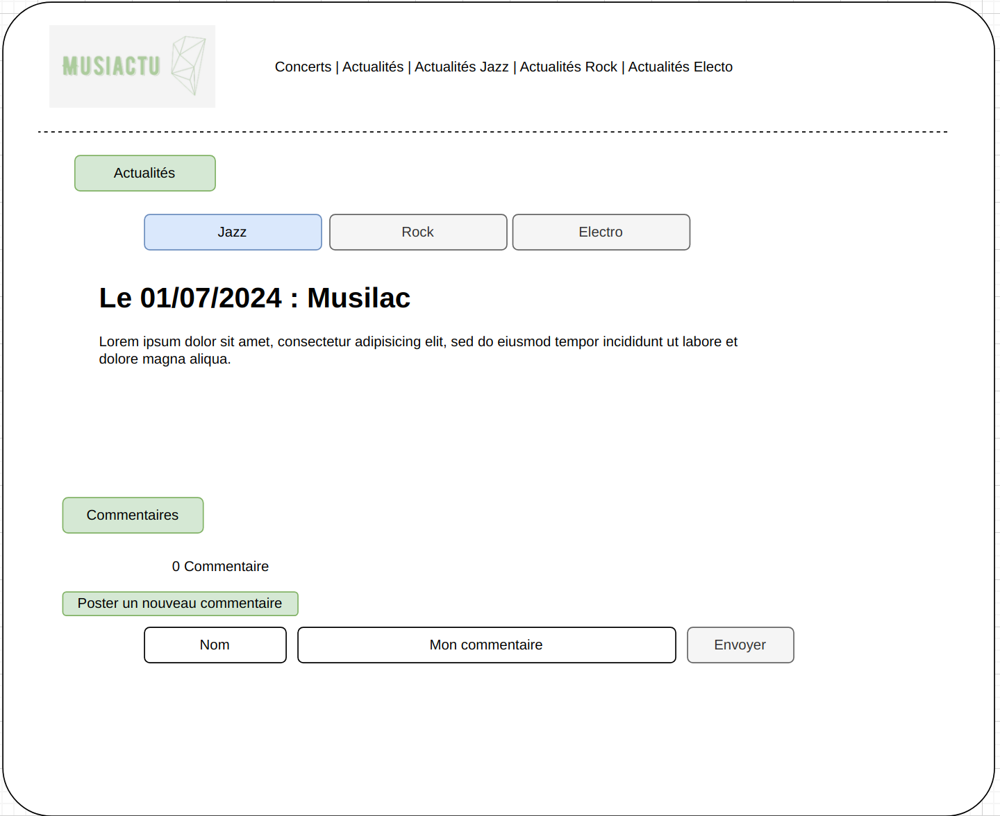 MUSIACTU
Concerts | Actualités | Actualités Jazz | Actualités Rock | Actualités Electo
Actualités
Jazz
Rock
Electro
Le 01/07/2024 : Musilac
Lorem ipsum dolor sit amet, consectetur adipisicing elit, sed do eiusmod tempor incididunt ut labore et
dolore magna aliqua.
Commentaires
0 Commentaire
Poster un nouveau commentaire
Nom
Mon commentaire
Envoyer